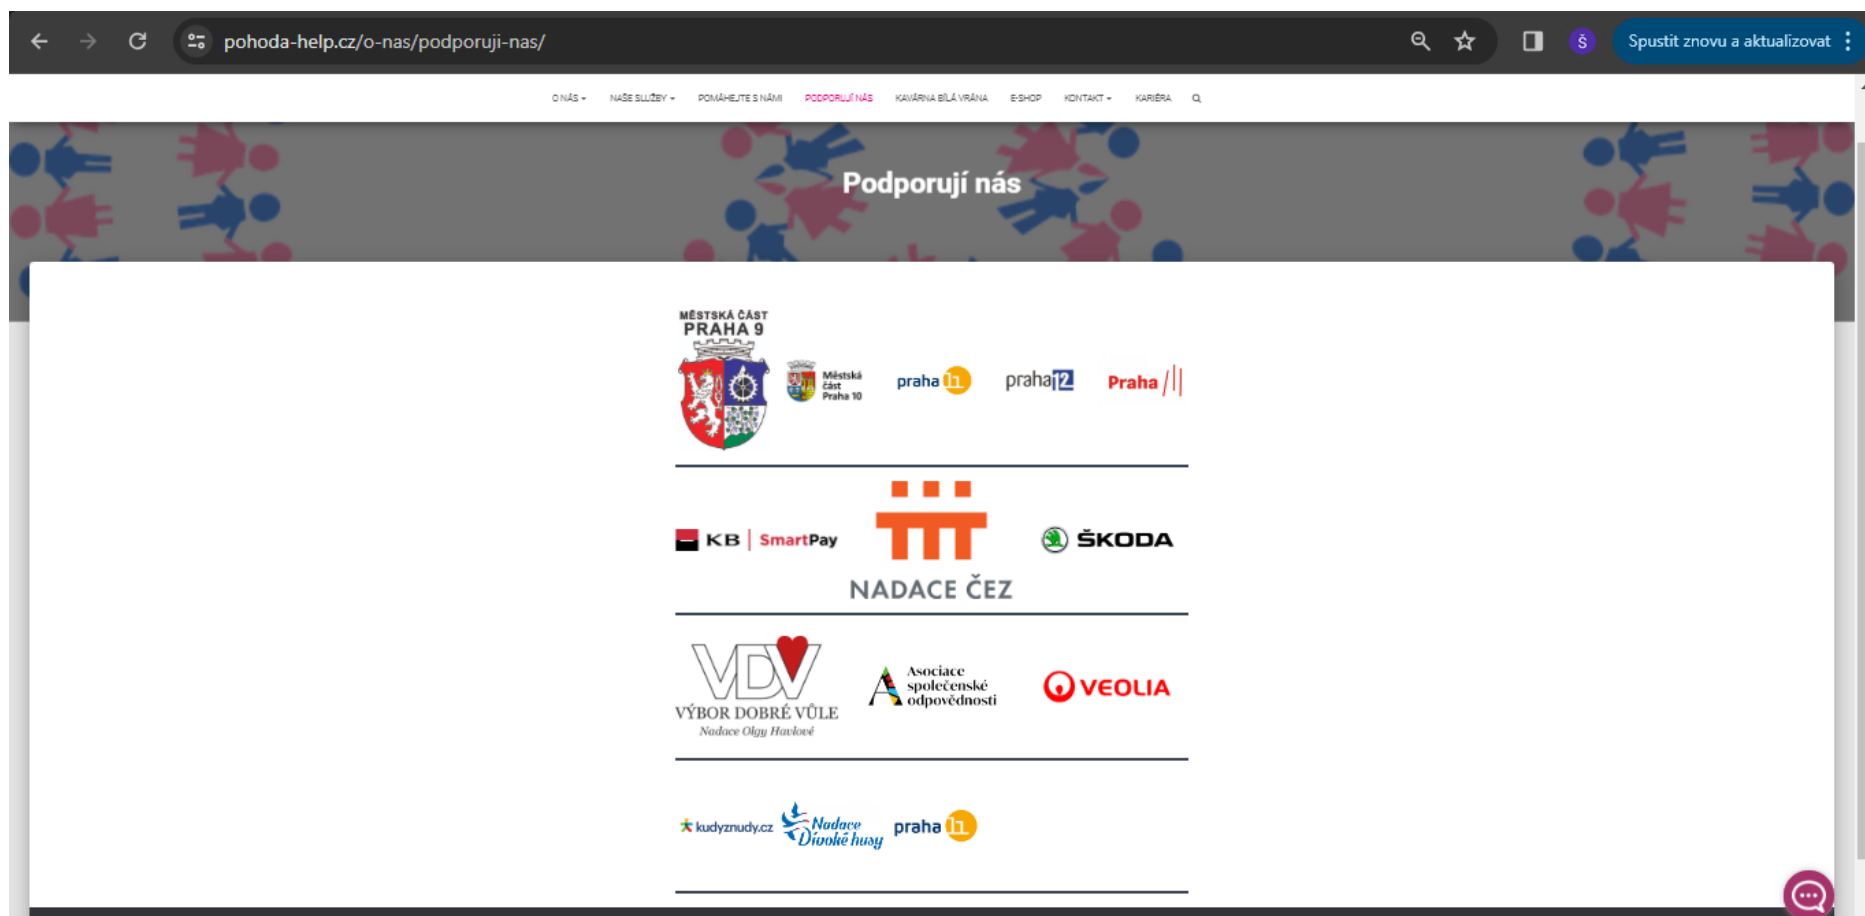 pohoda-help.cz/o-nas/podporuji-nas/
Š
Spustit znovu a aktualizovat
O NÁS
NAŠE SLUŽBY
POMÁHEJTE S NÁMI
PODPORUJÍ NÁS
KAVÁRNA BÍLÁ VRÁNA
E-SHOP
KONTAKT
KARIÉRA
Podporují nás
MĚSTSKÁ ČÁST
PRAHA 9
Městská
část
Praha 10
praha 11
praha 12
Praha
KB SmartPay
NADACE ČEZ
ŠKODA
VDV
VÝBOR DOBRÉ VŮLE
Nadace Olgy Havlové
A
Asociace
společenské
odpovědnosti
VEOLIA
kudyznudy.cz
Nadace
Divoké husy
praha 11